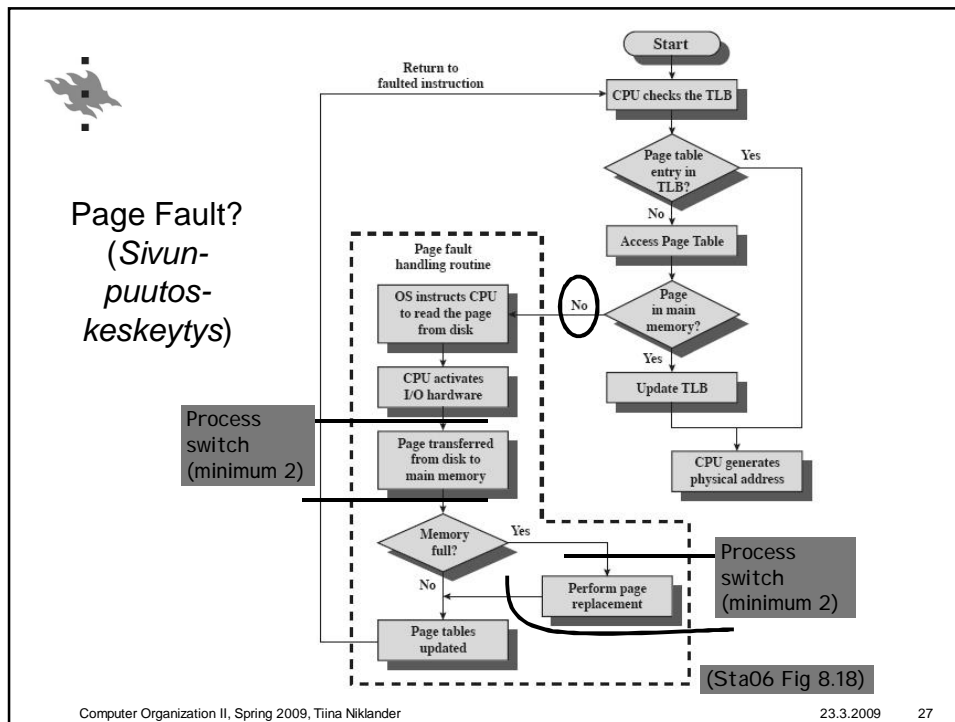 Page Fault?
(Sivun-
puutos-
keskeytys)
Start
Return to
faulted instruction
CPU checks the TLB
Page table
entry in
TLB?
Yes
No
Access Page Table
Page fault
handling routine
OS instructs CPU
to read the page
from disk
No
Page
in main
memory?
Yes
CPU activates
I/O hardware
Update TLB
Process
switch
(minimum 2)
Page transferred
from disk to
main memory
CPU generates
physical address
Memory
full?
Yes
No
Process
switch
(minimum 2)
Perform page
replacement
Page tables
updated
(Sta06 Fig 8.18)
Computer Organization II, Spring 2009, Tiina Niklander
23.3.2009
27